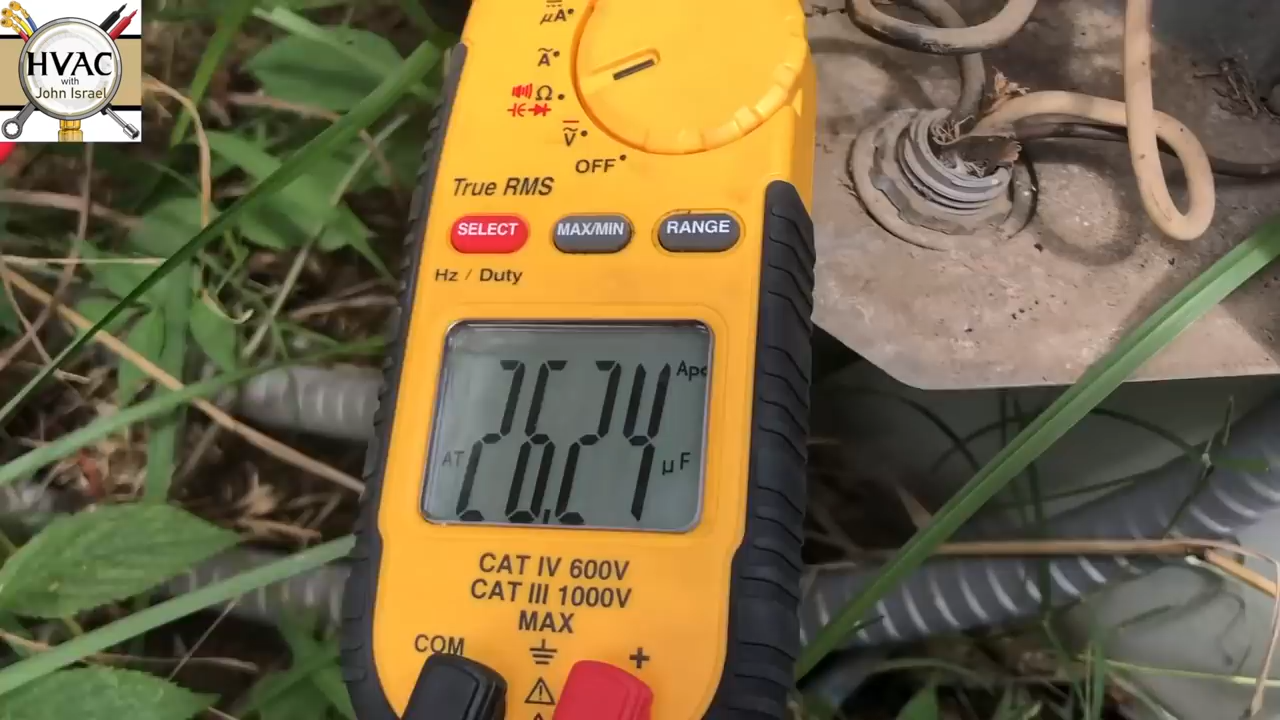 HVAC
with
John Israel
µA
Ã
Ω
Ṽ
OFF
True RMS
SELECT
MAX/MIN
RANGE
Hz / Duty
26.24
µF
CAT IV 600V
CAT III 1000V
MAX
COM
+